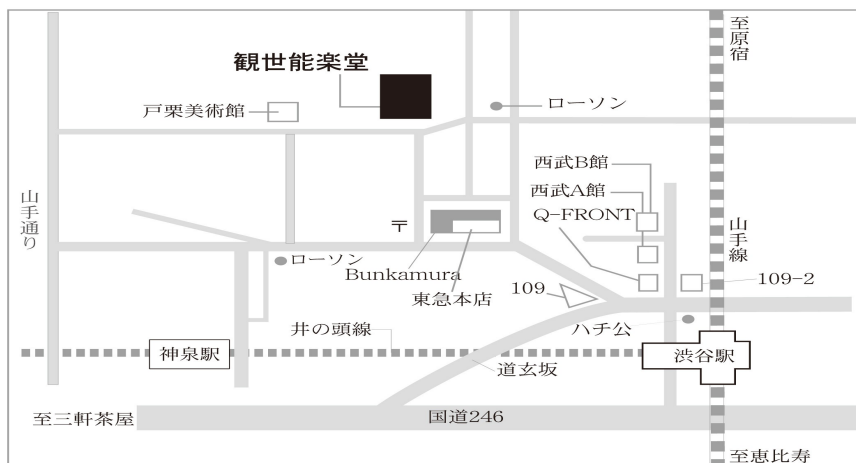 至原宿
観世能楽堂
ローソン
戸栗美術館
西武B館
西武A館
山手通り
〒
Q-FRONT
山手線
ローソン
Bunkamura
109
109-2
東急本店
ハチ公
井の頭線
神泉駅
道玄坂
渋谷駅
至三軒茶屋
国道246
至恵比寿